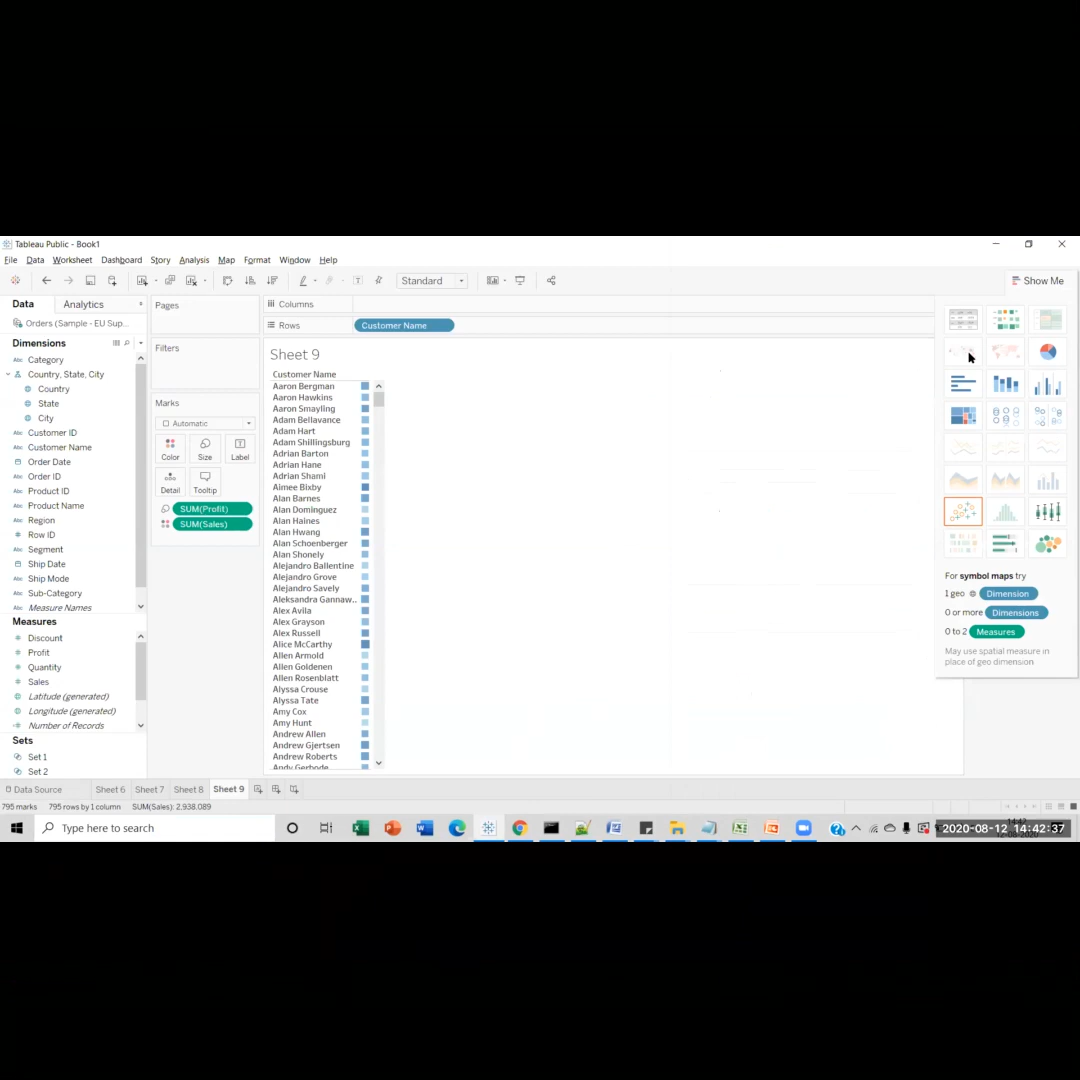 Tableau Public - Book1
File Data Worksheet Dashboard Story Analysis Map Format Window Help
Standard
Show Me
Data Analytics
Orders (Sample - EU Sup...
Dimensions
Category
Country, State, City
Country
State
City
Customer ID
Customer Name
Order Date
Order ID
Product ID
Product Name
Region
Row ID
Segment
Ship Date
Ship Mode
Sub-Category
Measure Names
Measures
Discount
Profit
Quantity
Sales
Latitude (generated)
Longitude (generated)
Number of Records
Sets
Set 1
Set 2
Pages
Filters
Marks
Automatic
Color Size Label
Detail Tooltip
SUM(Profit)
SUM(Sales)
Columns
Rows Customer Name
Sheet 9
Customer Name
Aaron Bergman
Aaron Hawkins
Aaron Smayling
Adam Bellavance
Adam Hart
Adam Shillingsburg
Adrian Barton
Adrian Hane
Adrian Shami
Aimee Bixby
Alan Barnes
Alan Dominguez
Alan Haines
Alan Hwang
Alan Schoenberger
Alan Shonely
Alejandro Ballentine
Alejandro Grove
Alejandro Savely
Aleksandra Gannaw..
Alex Avila
Alex Grayson
Alex Russell
Alice McCarthy
Allen Armold
Allen Goldenen
Allen Rosenblatt
Alyssa Crouse
Alyssa Tate
Amy Cox
Amy Hunt
Andrew Allen
Andrew Gjertsen
Andrew Roberts
Andy Gerbode
For symbol maps try
1 geo Dimension
0 or more Dimensions
0 to 2 Measures
May use spatial measure in
place of geo dimension
Data Source Sheet 6 Sheet 7 Sheet 8 Sheet 9
795 marks 795 rows by 1 column SUM(Sales): 2.938.089
Type here to search
2020-08-12 14:42:37